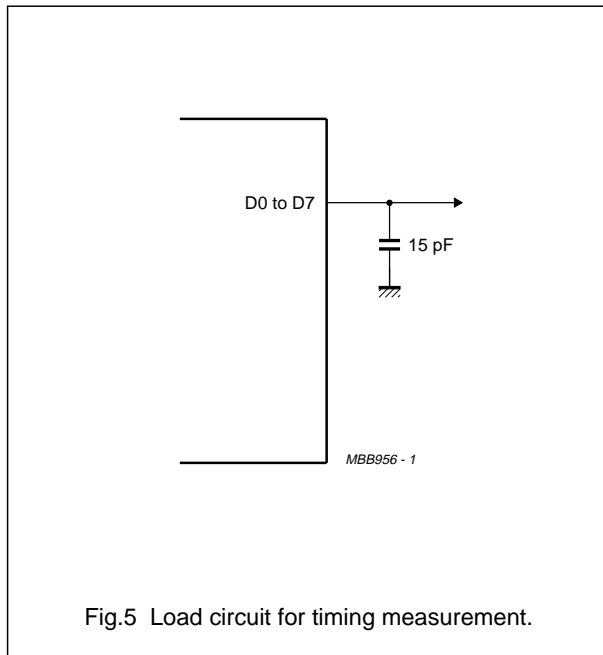 D0 to D7
15 pF
MBB956 - 1
Fig.5 Load circuit for timing measurement.